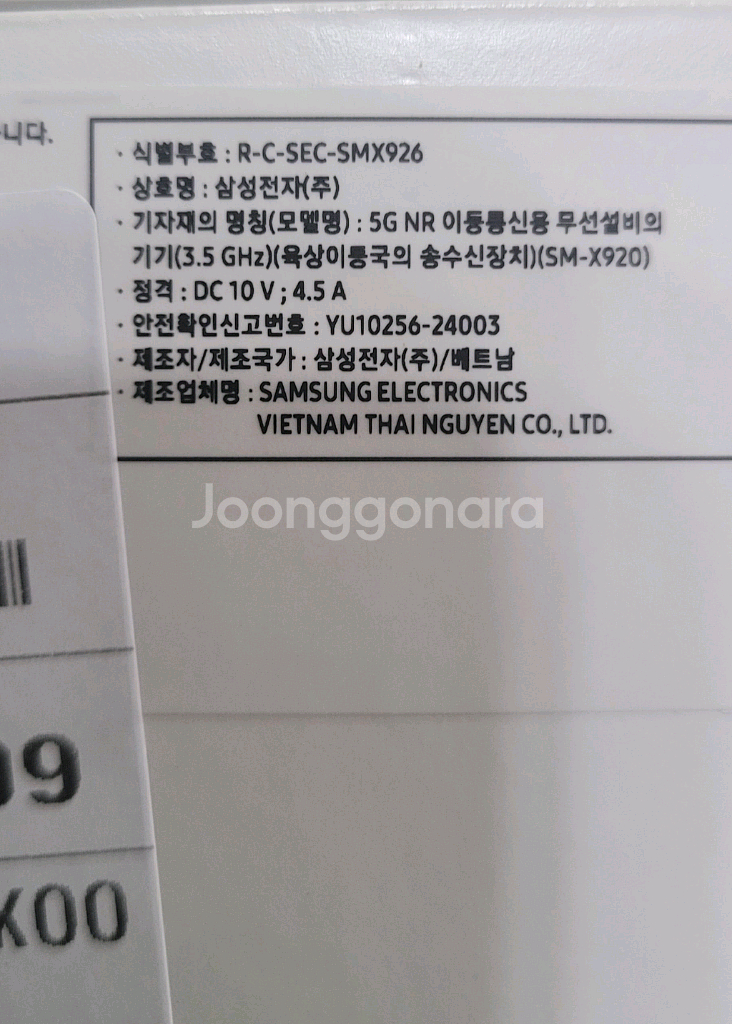 니다.
· 식별부호 : R-C-SEC-SMX926
· 상호명 : 삼성전자(주)
· 기자재의 명칭(모델명) : 5G NR 이동통신용 무선설비의
기기(3.5 GHz)(육상이동국의 송수신장치)(SM-X920)
· 정격 : DC 10 V ; 4.5 A
· 안전확인신고번호 : YU10256-24003
· 제조자/제조국가 : 삼성전자(주)/베트남
· 제조업체명 : SAMSUNG ELECTRONICS
VIETNAM THAI NGUYEN CO., LTD.
Joonggonara
09
X00